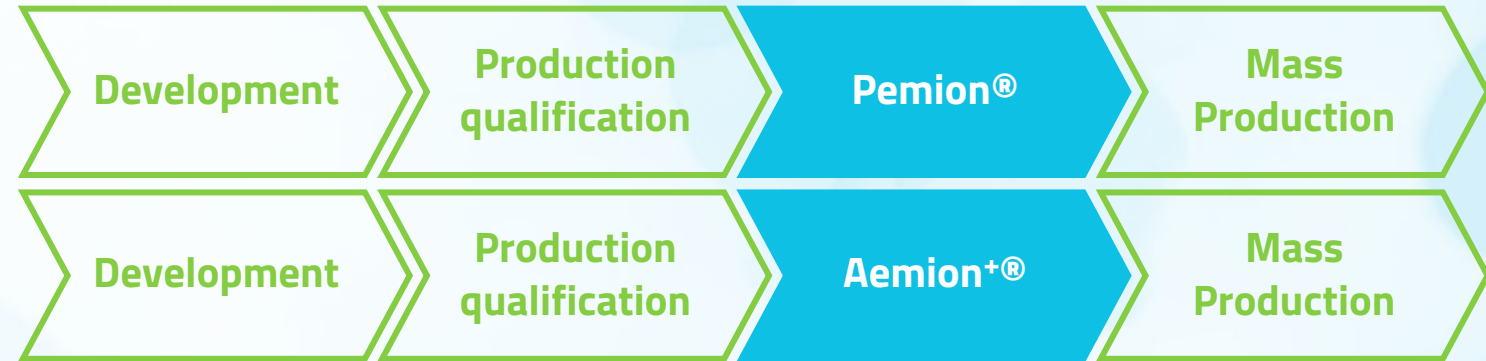 Development
Production
qualification
Pemion®
Mass
Production
Development
Production
qualification
Aemion⁺®
Mass
Production